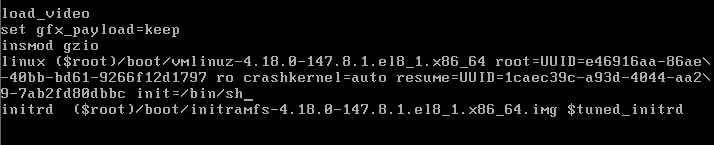 load_video
set gfx_payload=keep
insmod gzio
linux ($root)/boot/vmlinuz-4.18.0-147.8.1.el8_1.x86_64 root=UUID=e46916aa-86ae\
-40bb-bd61-9266f12d1797 ro crashkernel=auto resume=UUID=1caec39c-a93d-4044-aa2\
9-7ab2fd80dbbc init=/bin/sh_
initrd  ($root)/boot/initramfs-4.18.0-147.8.1.el8_1.x86_64.img $tuned_initrd